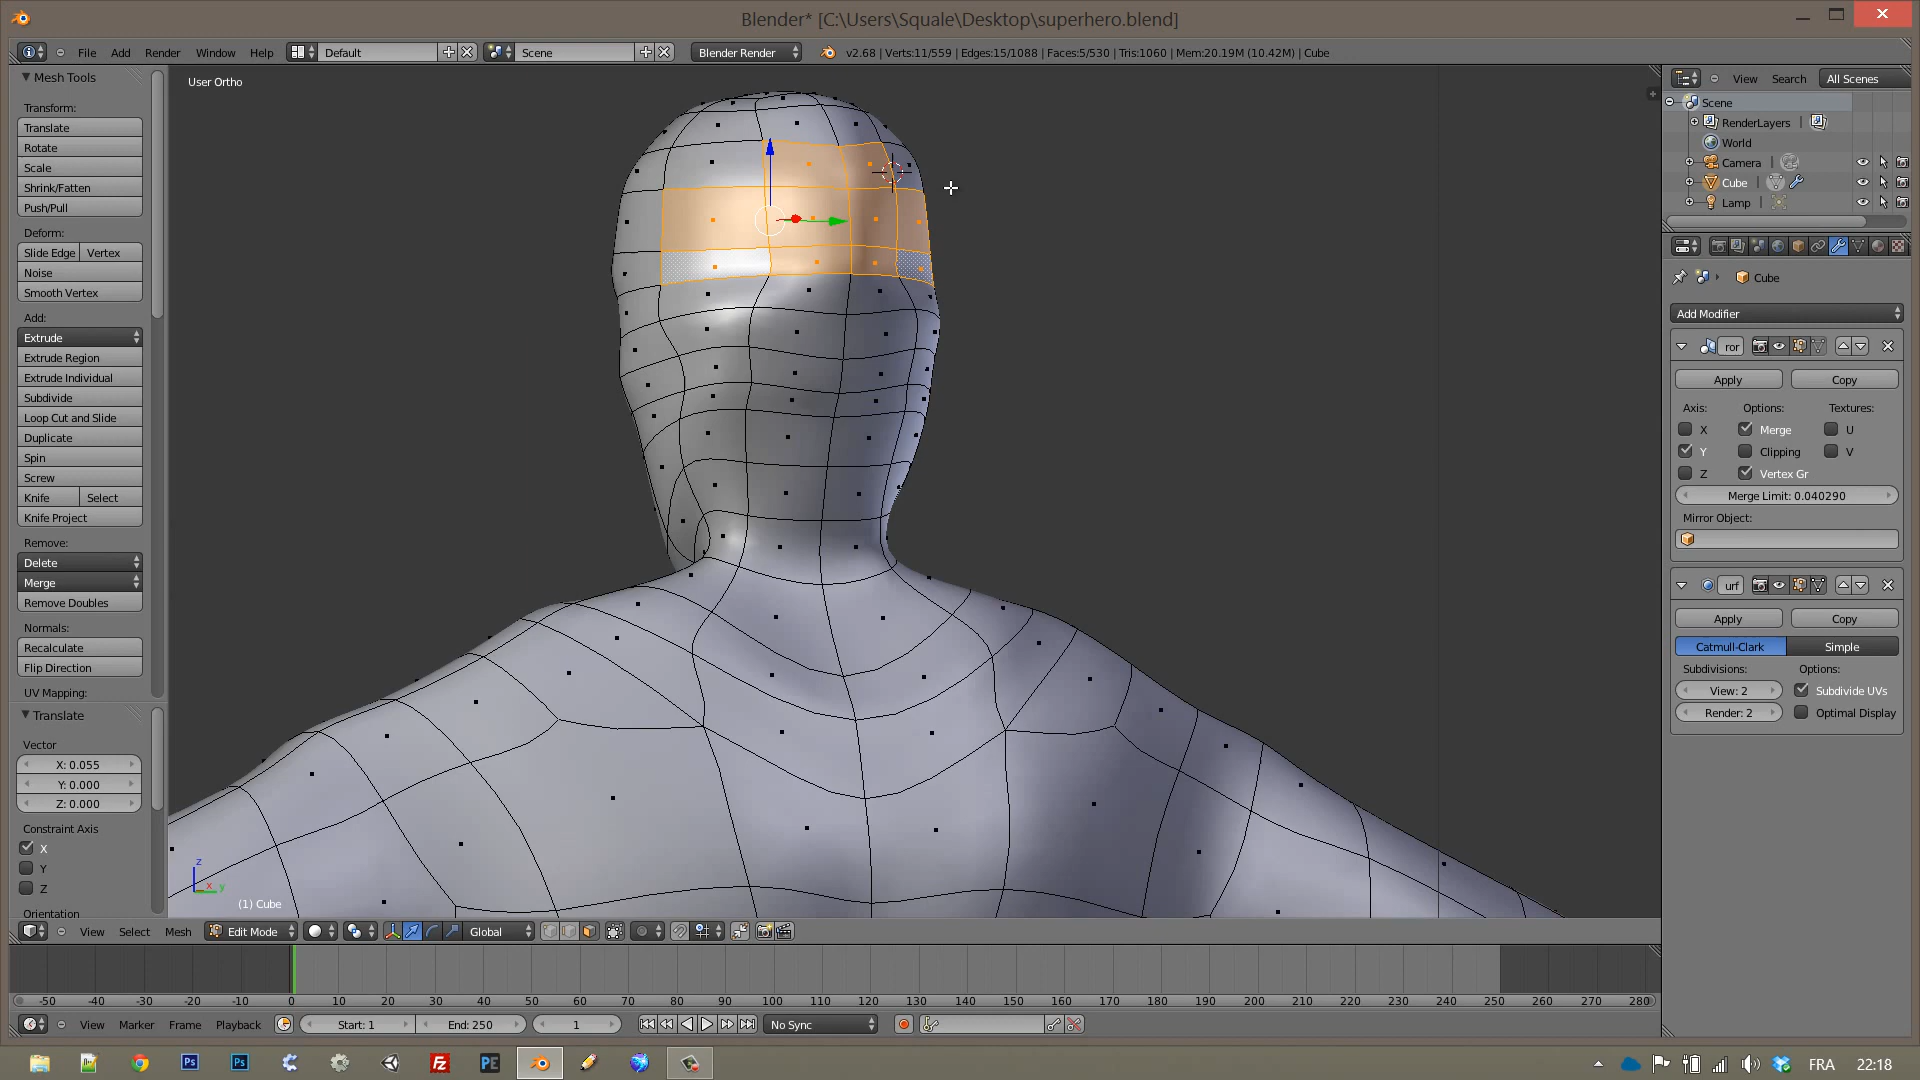 Blender* [C:\Users\Squale\Desktop\superhero.blend]
File Add Render Window Help Default Scene Blender Render v2.68 | Verts:11/559 | Edges:15/1088 | Faces:5/530 | Tris:1060 | Mem:20.19M (10.42M) | Cube
Mesh Tools
Transform:
Translate
Rotate
Scale
Shrink/Fatten
Push/Pull
Deform:
Slide Edge Vertex
Noise
Smooth Vertex
Add:
Extrude
Extrude Region
Extrude Individual
Subdivide
Loop Cut and Slide
Duplicate
Spin
Screw
Knife Select
Knife Project
Remove:
Delete
Merge
Remove Doubles
Normals:
Recalculate
Flip Direction
UV Mapping:
Translate
Vector
X: 0.055
Y: 0.000
Z: 0.000
Constraint Axis
X
Y
Z
Orientation
User Ortho
z
x y
(1) Cube
View Search All Scenes
Scene
RenderLayers
World
Camera
Cube
Lamp
Cube
Add Modifier
ror
Apply Copy
Axis: Options: Textures:
X Merge U
Y Clipping V
Z Vertex Gr
Merge Limit: 0.040290
Mirror Object:
urf
Apply Copy
Catmull-Clark Simple
Subdivisions: Options:
View: 2 Subdivide UVs
Render: 2 Optimal Display
View Select Mesh Edit Mode Global
-50 -40 -30 -20 -10 0 10 20 30 40 50 60 70 80 90 100 110 120 130 140 150 160 170 180 190 200 210 220 230 240 250 260 270 280
View Marker Frame Playback Start: 1 End: 250 1 No Sync
Ps Ps Fz PE FRA 22:18